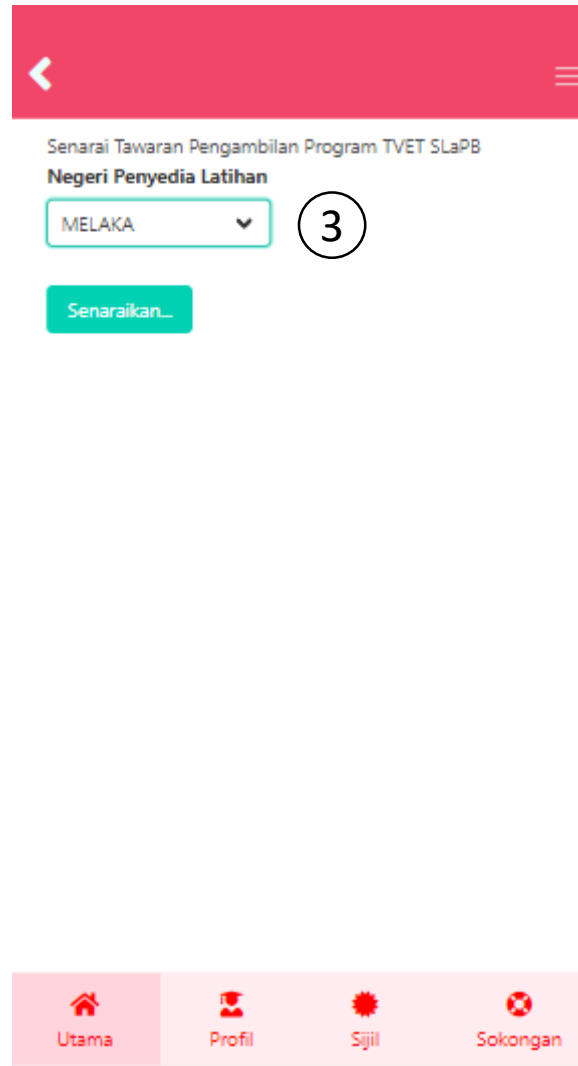 Senarai Tawaran Pengambilan Program TVET SLaPB
Negeri Penyedia Latihan
MELAKA
3
Senaraikan...
Utama Profil Sijil Sokongan